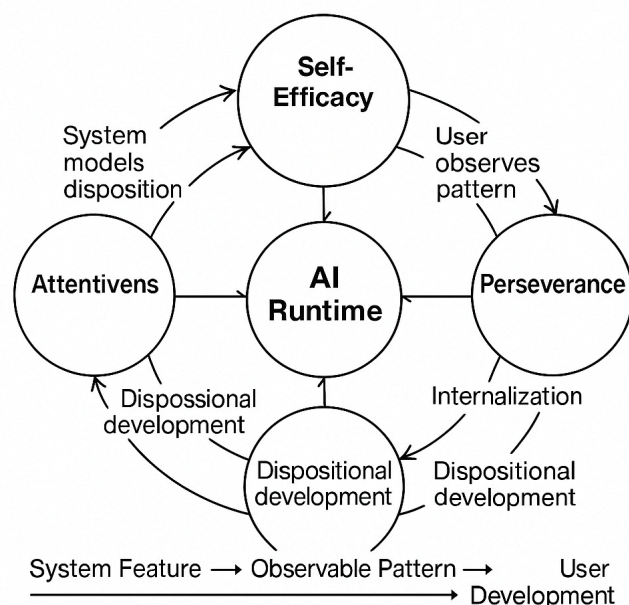 Self-
Efficacy
System
models
disposition
User
observes
pattern
Attentivens
AI
Runtime
Perseverance
Dispossional
development
Internalization
Dispositional
development
Dispositional
development
System Feature → Observable Pattern → User
Development